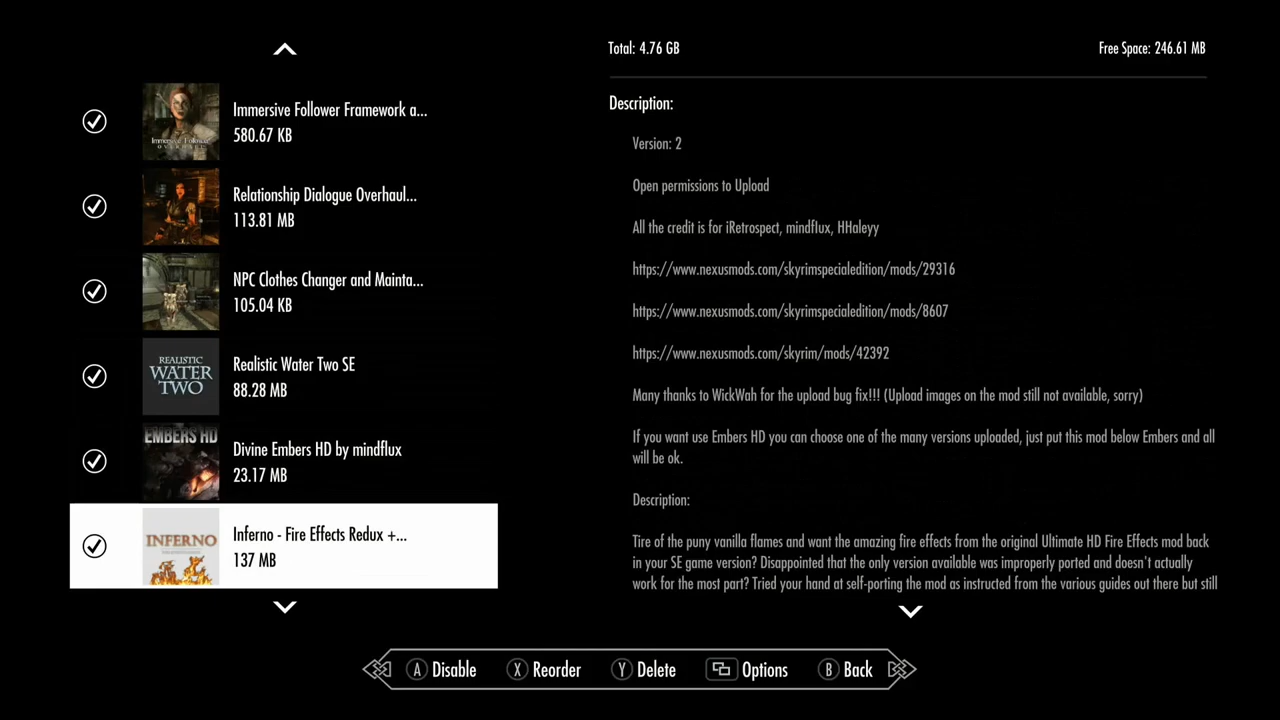 Total: 4.76 GB
Free Space: 246.61 MB
Immersive Follower Framework a...
580.67 KB
Relationship Dialogue Overhaul...
113.81 MB
NPC Clothes Changer and Mainta...
105.04 KB
REALISTIC
WATER
TWO
Realistic Water Two SE
88.28 MB
EMBERS HD
Divine Embers HD by mindflux
23.17 MB
INFERNO
Inferno - Fire Effects Redux +...
137 MB
Description:
Version: 2
Open permissions to Upload
All the credit is for iRetrospect, mindflux, HHaleyy
https://www.nexusmods.com/skyrimspecialedition/mods/29316
https://www.nexusmods.com/skyrimspecialedition/mods/8607
https://www.nexusmods.com/skyrim/mods/42392
Many thanks to WickWah for the upload bug fix!!! (Upload images on the mod still not available, sorry)
If you want use Embers HD you can choose one of the many versions uploaded, just put this mod below Embers and all
will be ok.
Description:
Tire of the puny vanilla flames and want the amazing fire effects from the original Ultimate HD Fire Effects mod back
in your SE game version? Disappointed that the only version available was improperly ported and doesn't actually
work for the most part? Tried your hand at self-porting the mod as instructed from the various guides out there but still
A Disable
X Reorder
Y Delete
Options
B Back